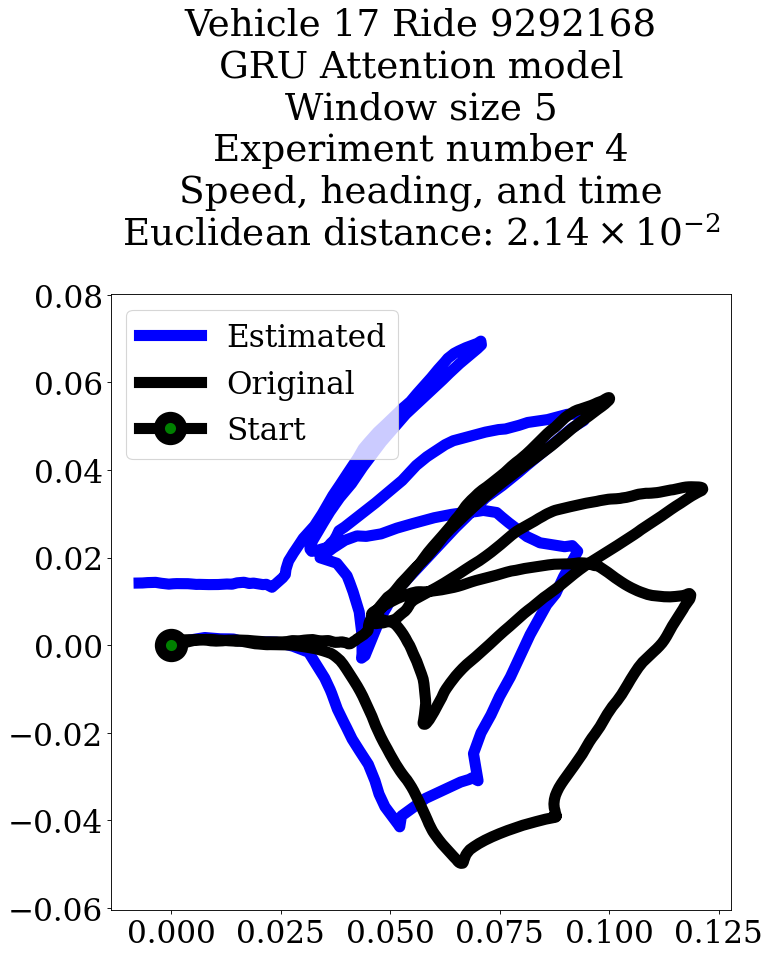 Vehicle 17 Ride 9292168
GRU Attention model
Window size 5
Experiment number 4
Speed, heading, and time
Euclidean distance: 2.14 × 10⁻²
0.08
0.06
0.04
0.02
0.00
−0.02
−0.04
−0.06
Estimated
Original
Start
0.000 0.025 0.050 0.075 0.100 0.125